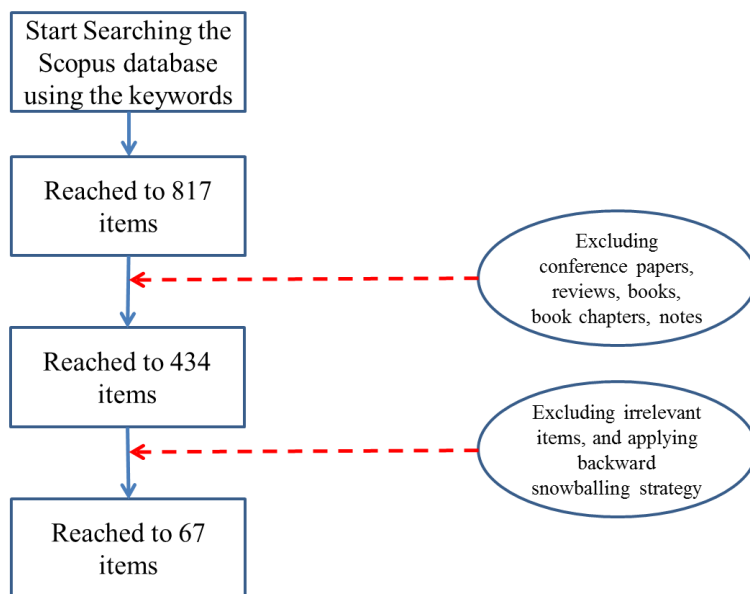 Start Searching the
Scopus database
using the keywords
Reached to 817
items
Excluding
conference papers,
reviews, books,
book chapters, notes
Reached to 434
items
Excluding irrelevant
items, and applying
backward
snowballing strategy
Reached to 67
items